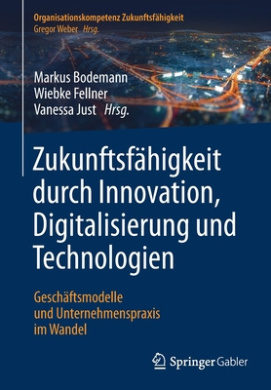 Organisationskompetenz Zukunftsfähigkeit
Gregor Weber Hrsg.
Markus Bodemann
Wiebke Fellner
Vanessa Just Hrsg.
Zukunftsfähigkeit
durch Innovation,
Digitalisierung und
Technologien
Geschäftsmodelle
und Unternehmenspraxis
im Wandel
Springer Gabler